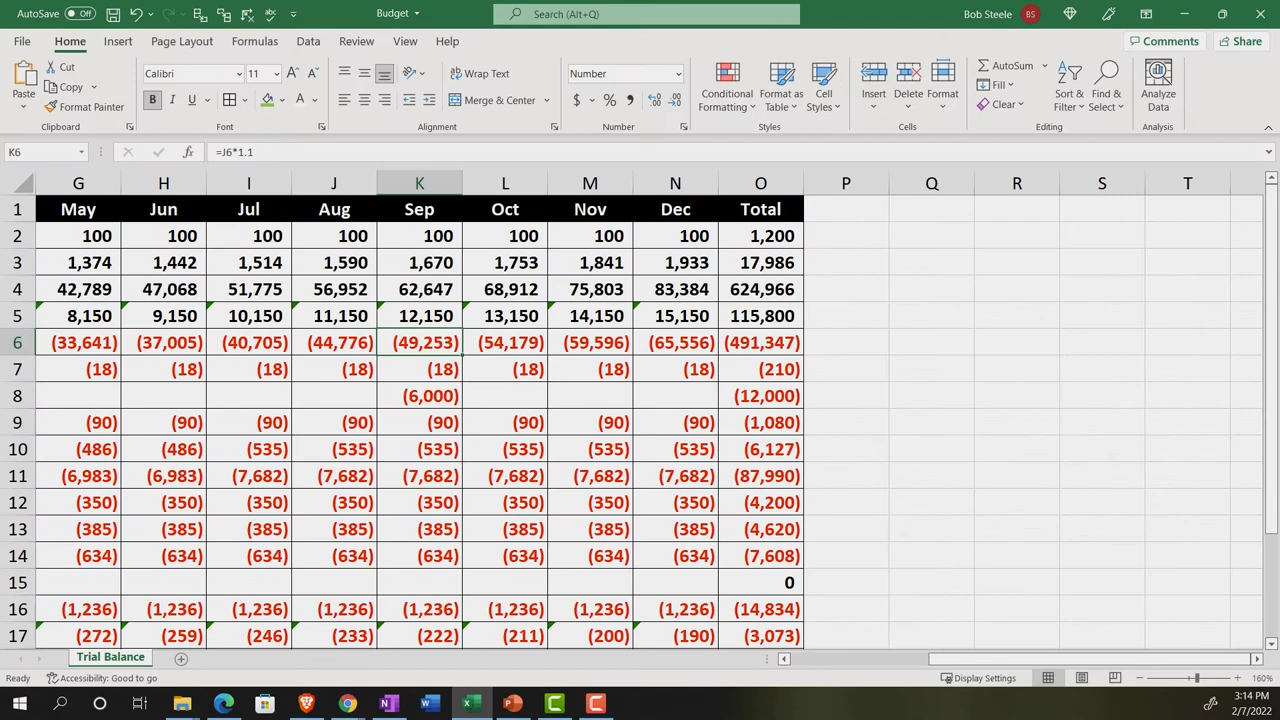 AutoSave Off Budget Search (Alt+Q) Bob Steele BS
File Home Insert Page Layout Formulas Data Review View Help Comments Share
Paste Cut Copy Format Painter Clipboard
Calibri 11 B I U A Font
Wrap Text Merge & Center Alignment
Number $ % , Number
Conditional Formatting Format as Table Cell Styles Styles
Insert Delete Format Cells
AutoSum Fill Clear Sort & Filter Find & Select Editing
Analyze Data Analysis
K6 fx =J6*1.1
G H I J K L M N O P Q R S T
1 May Jun Jul Aug Sep Oct Nov Dec Total
2 100 100 100 100 100 100 100 100 1,200
3 1,374 1,442 1,514 1,590 1,670 1,753 1,841 1,933 17,986
4 42,789 47,068 51,775 56,952 62,647 68,912 75,803 83,384 624,966
5 8,150 9,150 10,150 11,150 12,150 13,150 14,150 15,150 115,800
6 (33,641) (37,005) (40,705) (44,776) (49,253) (54,179) (59,596) (65,556) (491,347)
7 (18) (18) (18) (18) (18) (18) (18) (18) (210)
8 (6,000) (12,000)
9 (90) (90) (90) (90) (90) (90) (90) (90) (1,080)
10 (486) (486) (535) (535) (535) (535) (535) (535) (6,127)
11 (6,983) (6,983) (7,682) (7,682) (7,682) (7,682) (7,682) (7,682) (87,990)
12 (350) (350) (350) (350) (350) (350) (350) (350) (4,200)
13 (385) (385) (385) (385) (385) (385) (385) (385) (4,620)
14 (634) (634) (634) (634) (634) (634) (634) (634) (7,608)
15 0
16 (1,236) (1,236) (1,236) (1,236) (1,236) (1,236) (1,236) (1,236) (14,834)
17 (272) (259) (246) (233) (222) (211) (200) (190) (3,073)
Trial Balance
Ready Accessibility: Good to go Display Settings 160%
3:14 PM
2/7/2022